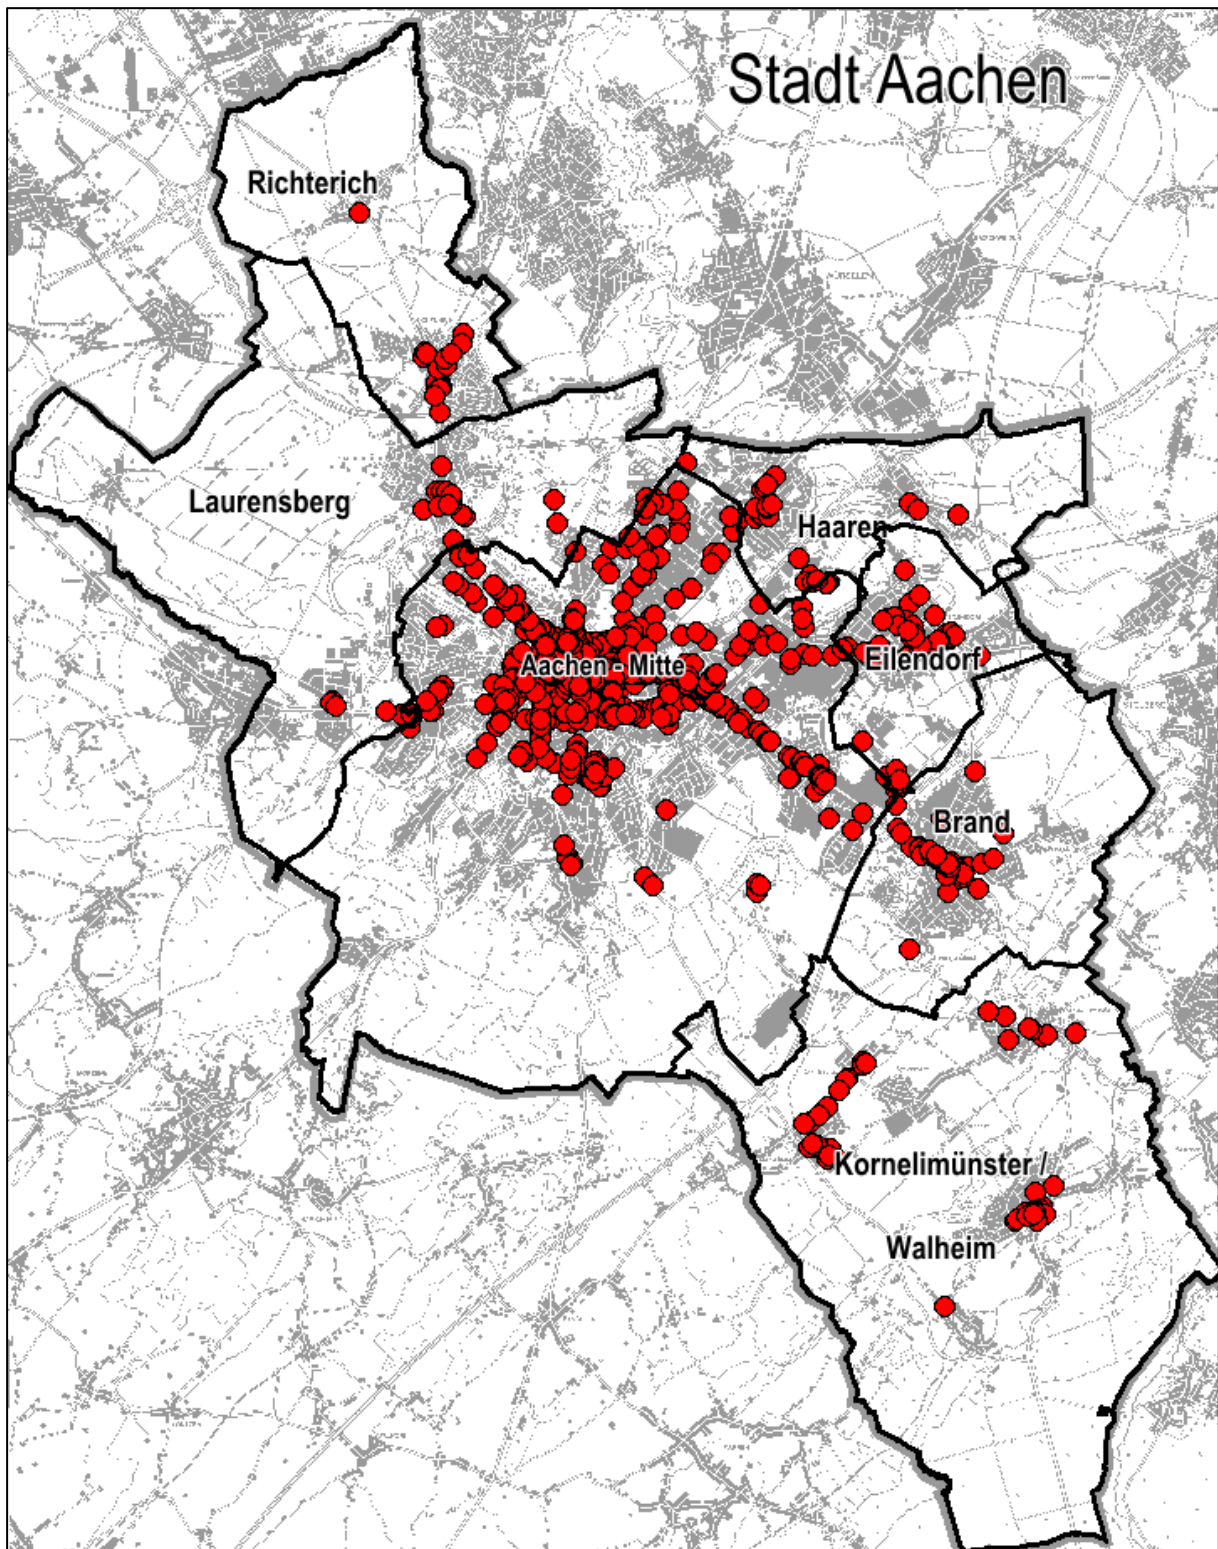 Stadt Aachen
Richterich
Laurensberg
Haaren
Aachen - Mitte
Eilendorf
Brand
Kornelimünster /
Walheim